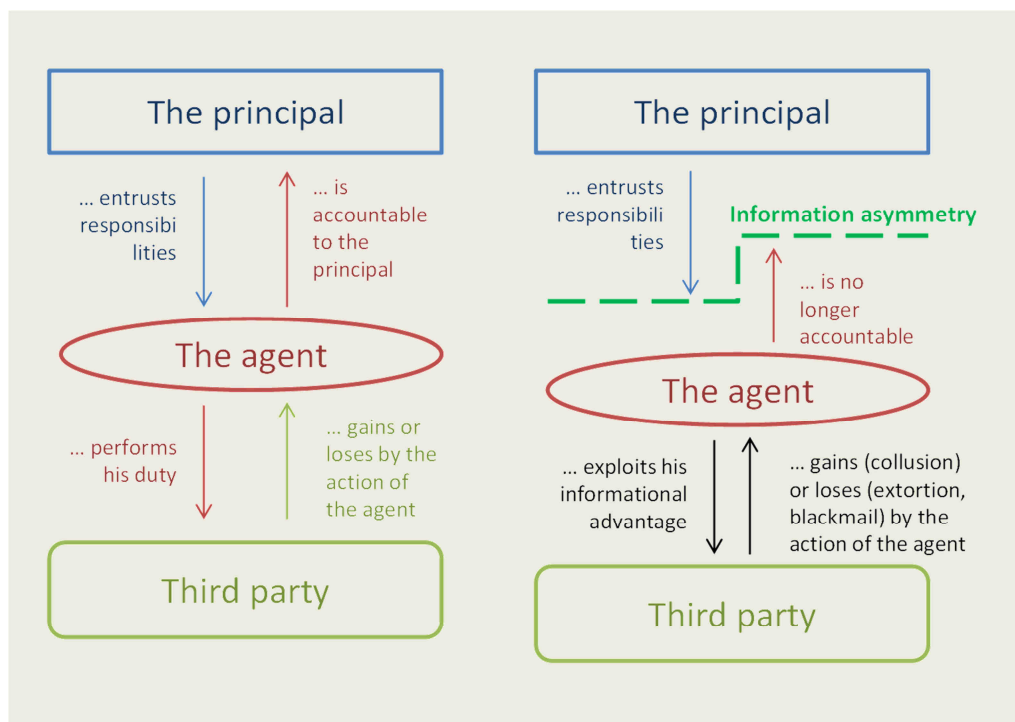 The principal
... entrusts
responsibi
lities
... is
accountable
to the
principal
The agent
... performs
his duty
... gains or
loses by the
action of
the agent
Third party
The principal
... entrusts
responsibili
ties
Information asymmetry
... is no
longer
accountable
The agent
... exploits his
informational
advantage
... gains (collusion)
or loses (extortion,
blackmail) by the
action of the agent
Third party